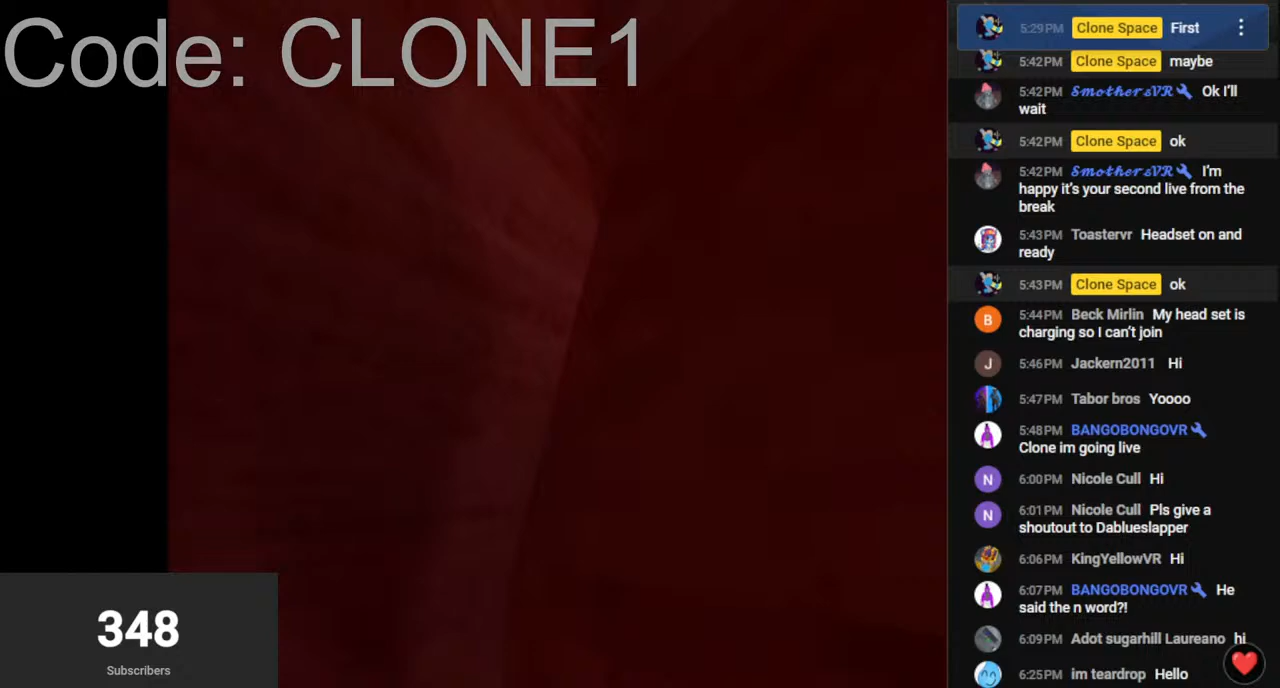 Code: CLONE1
348
Subscribers
5:29 PM Clone Space First
5:42 PM Clone Space maybe
5:42 PM 𝓢𝓶𝓸𝓽𝓱𝓮𝓻𝓼𝓥𝓡 Ok I'll
wait
5:42 PM Clone Space ok
5:42 PM 𝓢𝓶𝓸𝓽𝓱𝓮𝓻𝓼𝓥𝓡 I'm
happy it's your second live from the
break
5:43 PM Toastervr Headset on and
ready
5:43 PM Clone Space ok
5:44 PM Beck Mirlin My head set is
charging so I can't join
5:46 PM Jackern2011 Hi
5:47 PM Tabor bros Yoooo
5:48 PM BANGOBONGOVR
Clone im going live
6:00 PM Nicole Cull Hi
6:01 PM Nicole Cull Pls give a
shoutout to Dablueslapper
6:06 PM KingYellowVR Hi
6:07 PM BANGOBONGOVR He
said the n word?!
6:09 PM Adot sugarhill Laureano hi
6:25 PM im teardrop Hello
B
J
N
N